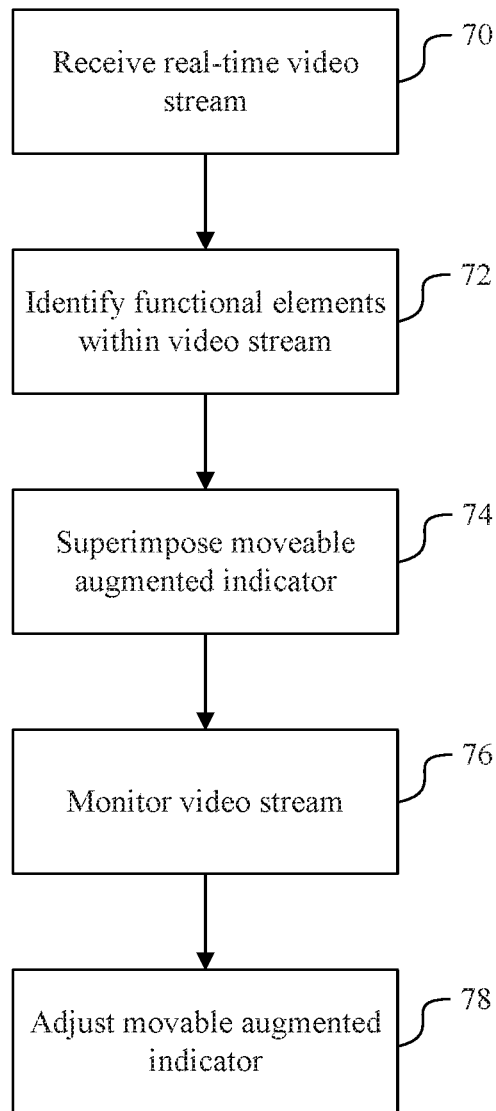 Receive real-time video
stream
70
Identify functional elements
within video stream
72
Superimpose moveable
augmented indicator
74
Monitor video stream
76
Adjust movable augmented
indicator
78